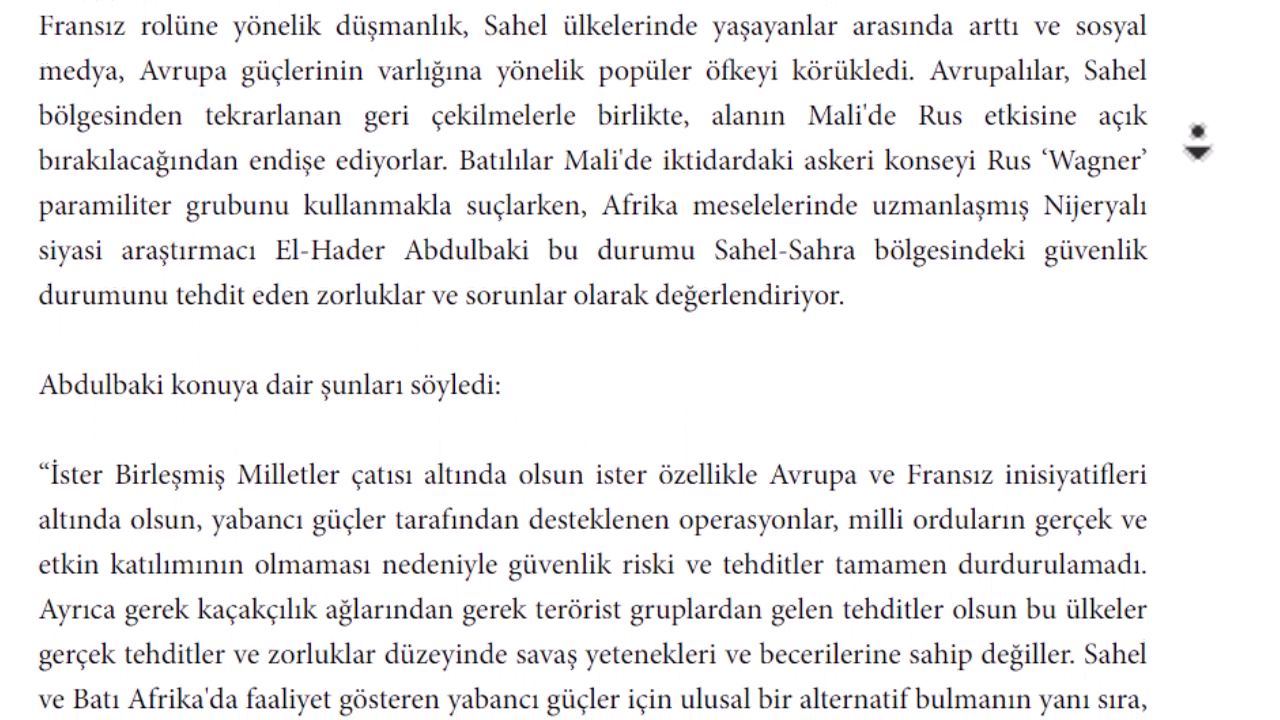 Fransız rolüne yönelik düşmanlık, Sahel ülkelerinde yaşayanlar arasında arttı ve sosyal
medya, Avrupa güçlerinin varlığına yönelik popüler öfkeyi körükledi. Avrupalılar, Sahel
bölgesinden tekrarlanan geri çekilmelerle birlikte, alanın Mali'de Rus etkisine açık
bırakılacağından endişe ediyorlar. Batılılar Mali'de iktidardaki askeri konseyi Rus ‘Wagner’
paramiliter grubunu kullanmakla suçlarken, Afrika meselelerinde uzmanlaşmış Nijeryalı
siyasi araştırmacı El-Hader Abdulbaki bu durumu Sahel-Sahra bölgesindeki güvenlik
durumunu tehdit eden zorluklar ve sorunlar olarak değerlendiriyor.
Abdulbaki konuya dair şunları söyledi:
“İster Birleşmiş Milletler çatısı altında olsun ister özellikle Avrupa ve Fransız inisiyatifleri
altında olsun, yabancı güçler tarafından desteklenen operasyonlar, milli orduların gerçek ve
etkin katılımının olmaması nedeniyle güvenlik riski ve tehditler tamamen durdurulamadı.
Ayrıca gerek kaçakçılık ağlarından gerek terörist gruplardan gelen tehditler olsun bu ülkeler
gerçek tehditler ve zorluklar düzeyinde savaş yetenekleri ve becerilerine sahip değiller. Sahel
ve Batı Afrika'da faaliyet gösteren yabancı güçler için ulusal bir alternatif bulmanın yanı sıra,